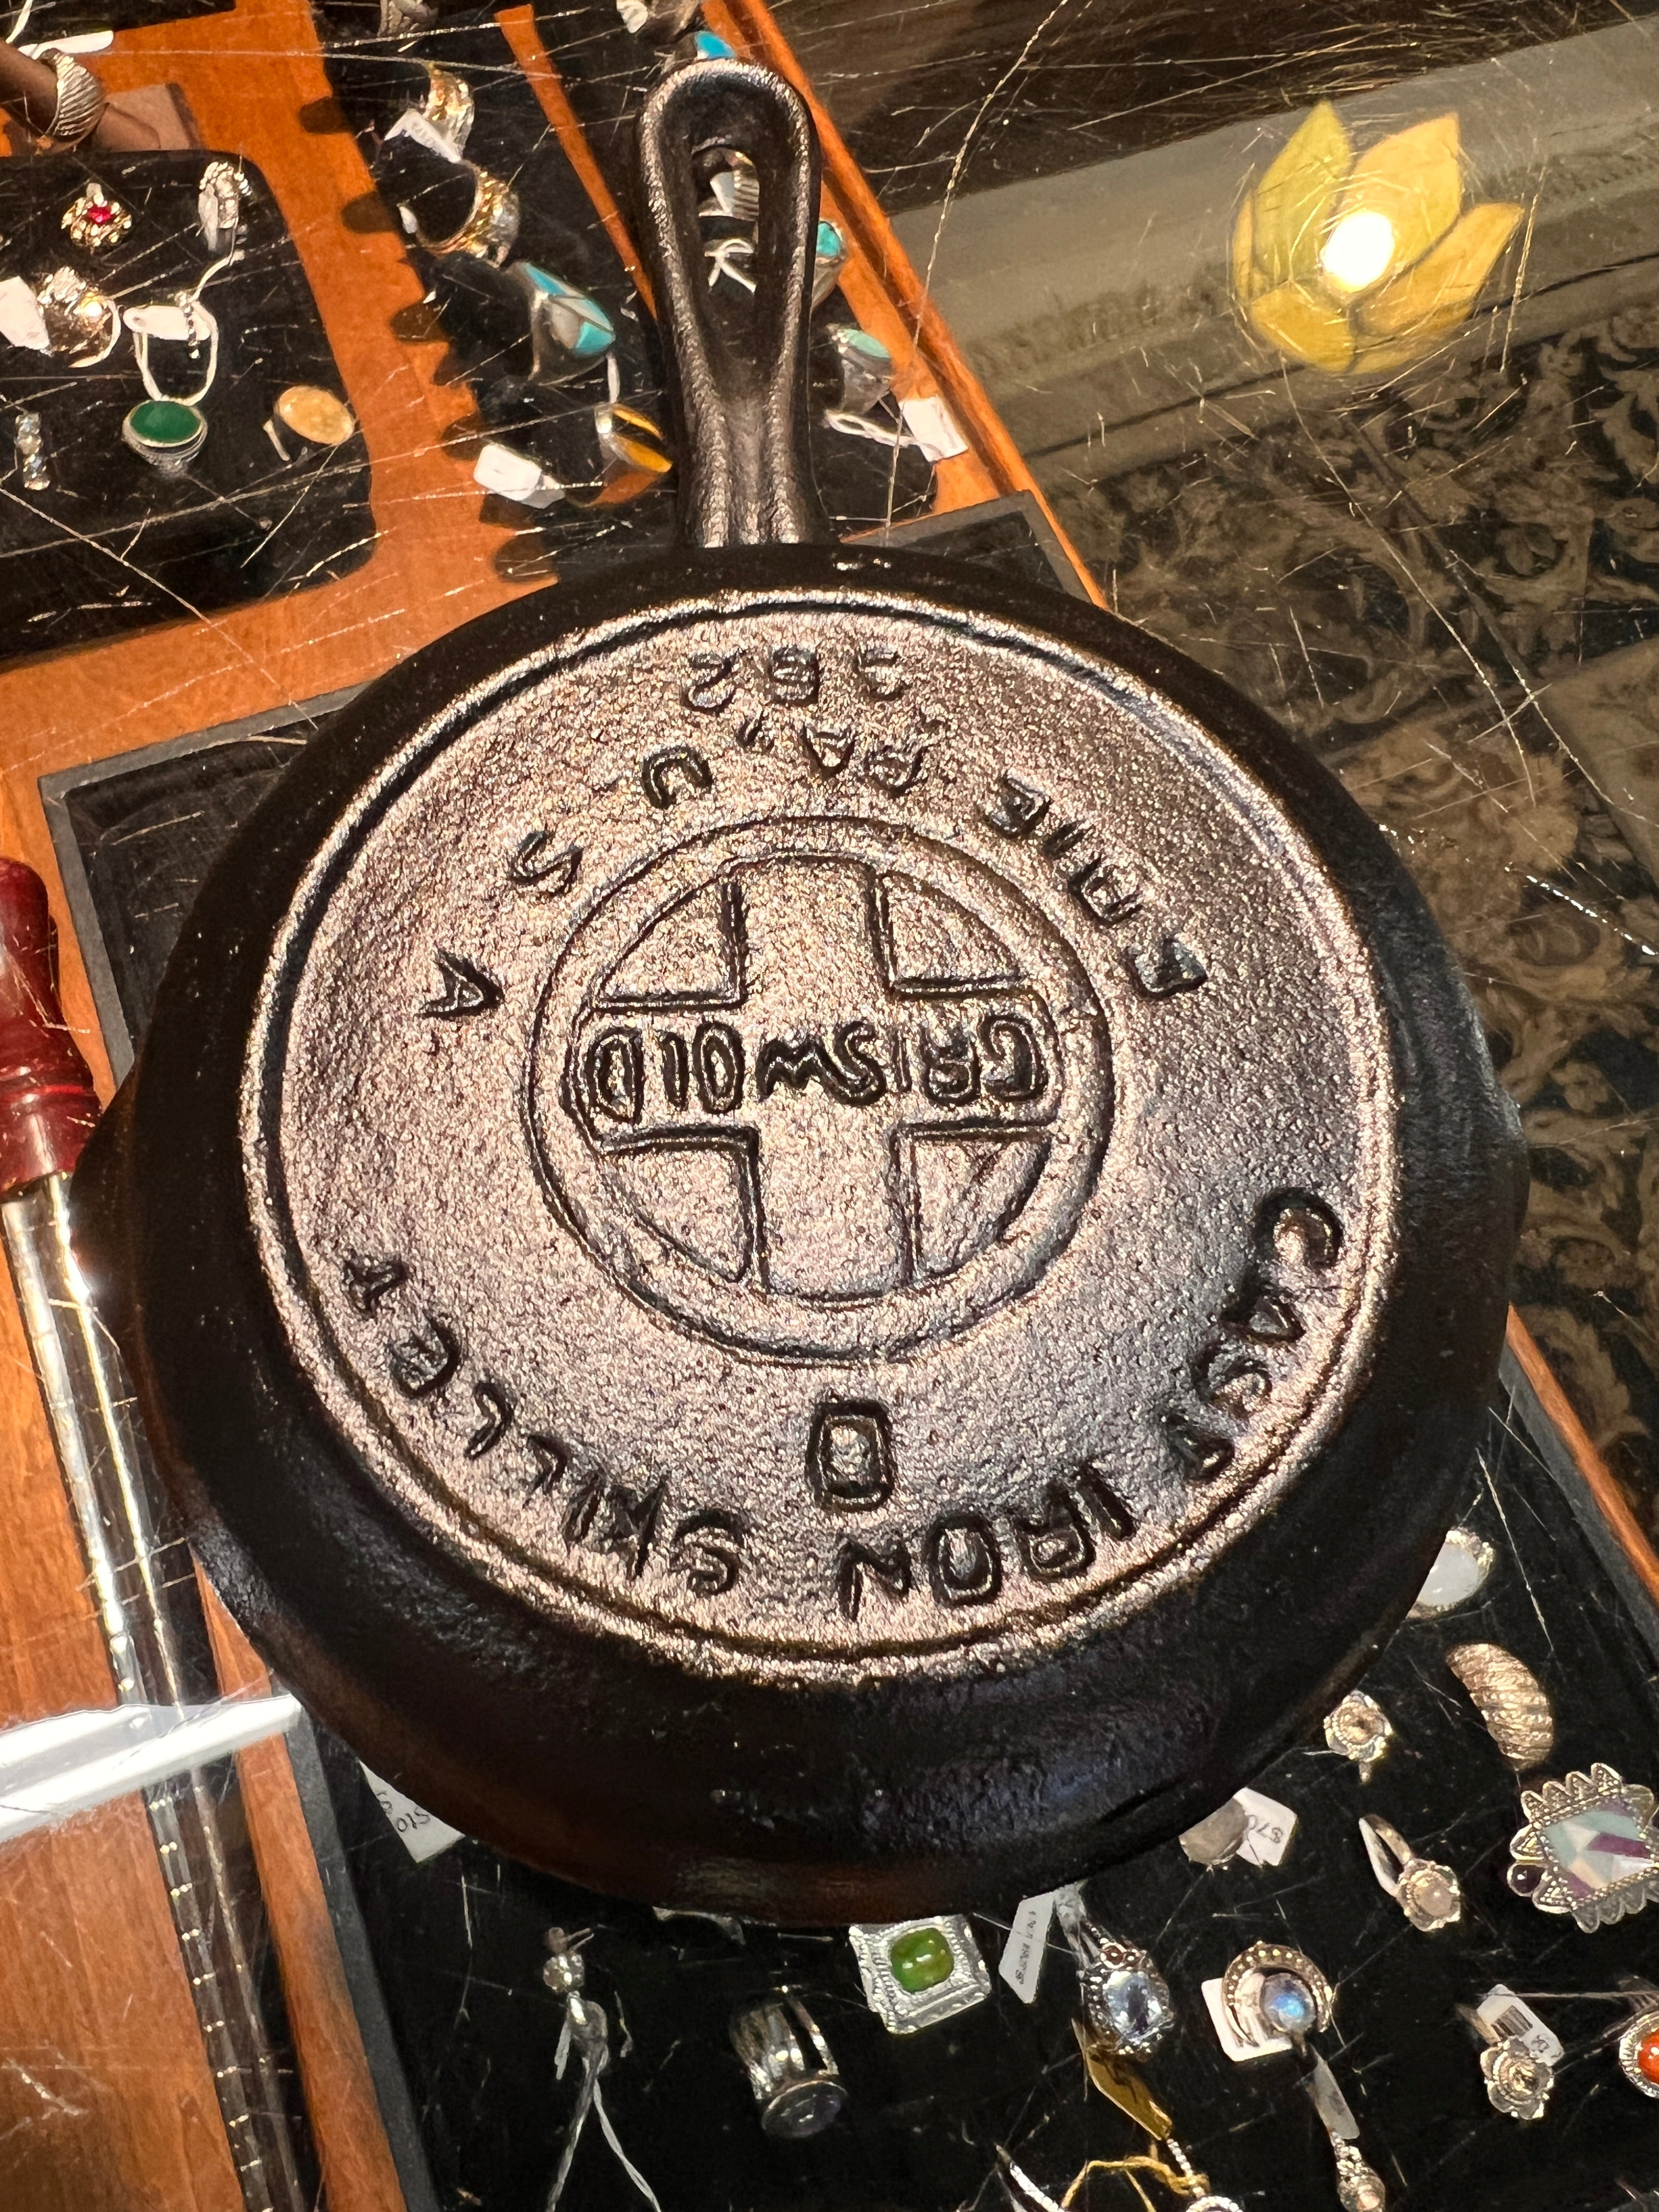 CAST IRON SKILLET
0
GRISWOLD
ERIE PA., U S A
562